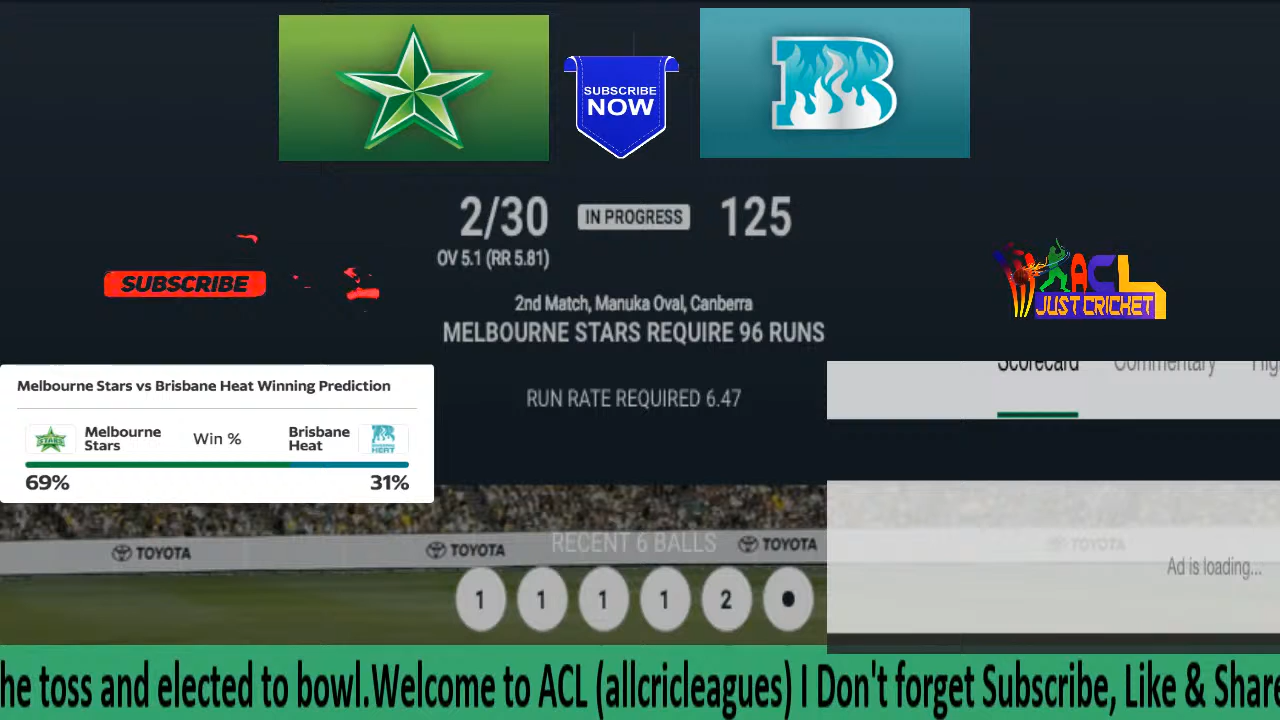 SUBSCRIBE
NOW
2/30
IN PROGRESS
125
OV 5.1 (RR 5.81)
2nd Match, Manuka Oval, Canberra
MELBOURNE STARS REQUIRE 96 RUNS
RUN RATE REQUIRED 6.47
SUBSCRIBE
ACL
JUST CRICKET
Melbourne Stars vs Brisbane Heat Winning Prediction
STARS
Melbourne
Stars
Win %
Brisbane
Heat
HEAT
69%
31%
Scorecard
Commentary
TOYOTA
TOYOTA
RECENT 6 BALLS
TOYOTA
TOYOTA
Ad is loading...
1 1 1 1 2
he toss and elected to bowl.Welcome to ACL (allcricleagues) I Don't forget Subscribe, Like & Share